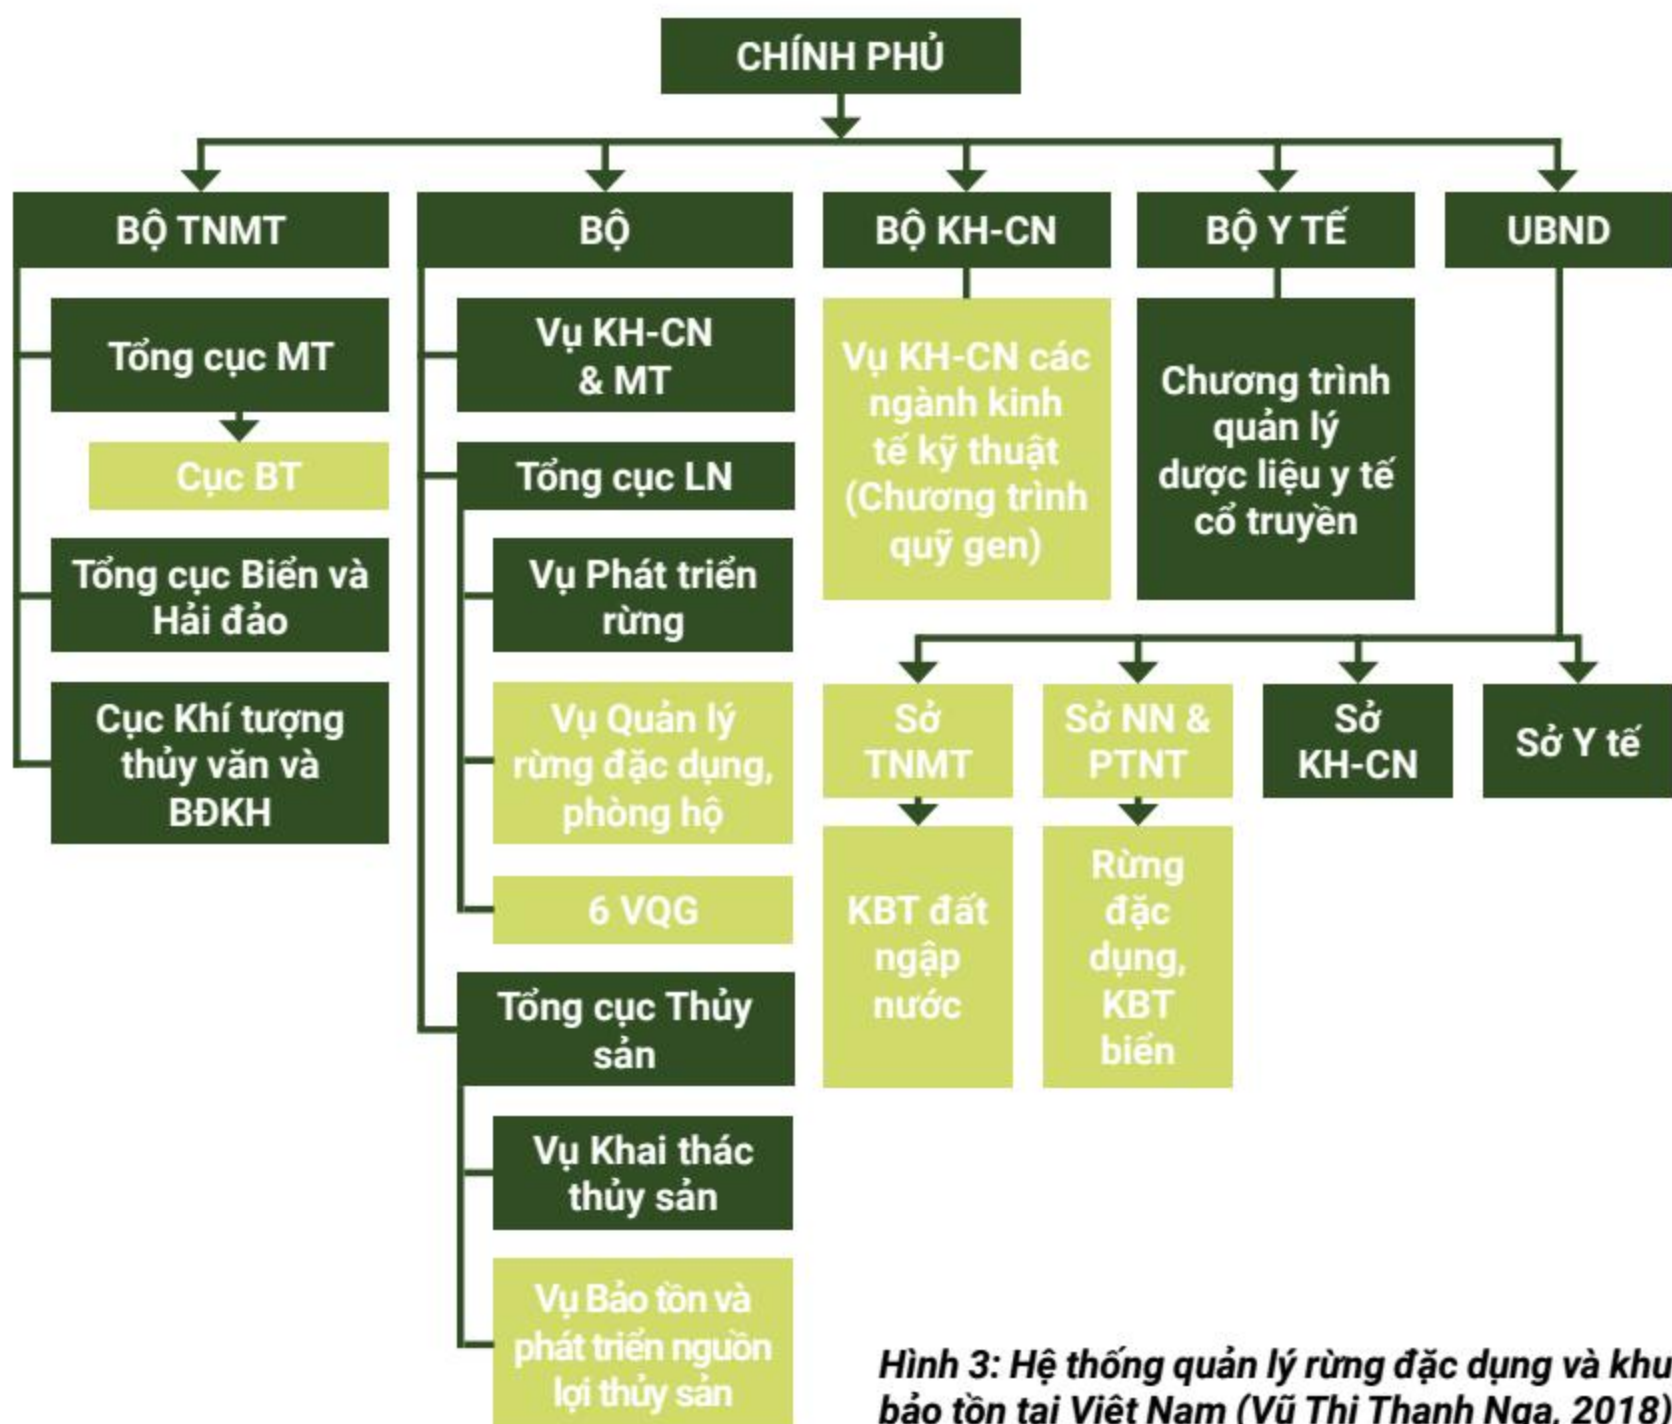 CHÍNH PHỦ
BỘ TNMT
BỘ
BỘ KH-CN
BỘ Y TẾ
UBND
Tổng cục MT
Cục BT
Tổng cục Biển và
Hải đảo
Cục Khí tượng
thủy văn và
BĐKH
Vụ KH-CN
& MT
Tổng cục LN
Vụ Phát triển
rừng
Vụ Quản lý
rừng đặc dụng,
phòng hộ
6 VQG
Tổng cục Thủy
sản
Vụ Khai thác
thủy sản
Vụ Bảo tồn và
phát triển nguồn
lợi thủy sản
Vụ KH-CN các
ngành kinh
tế kỹ thuật
(Chương trình
quỹ gen)
Chương trình
quản lý
dược liệu y tế
cổ truyền
Sở
TNMT
Sở NN &
PTNT
Sở
KH-CN
Sở Y tế
KBT đất
ngập
nước
Rừng
đặc
dụng,
KBT
biển
Hình 3: Hệ thống quản lý rừng đặc dụng và khu
bảo tồn tại Việt Nam (Vũ Thị Thanh Nga, 2018)